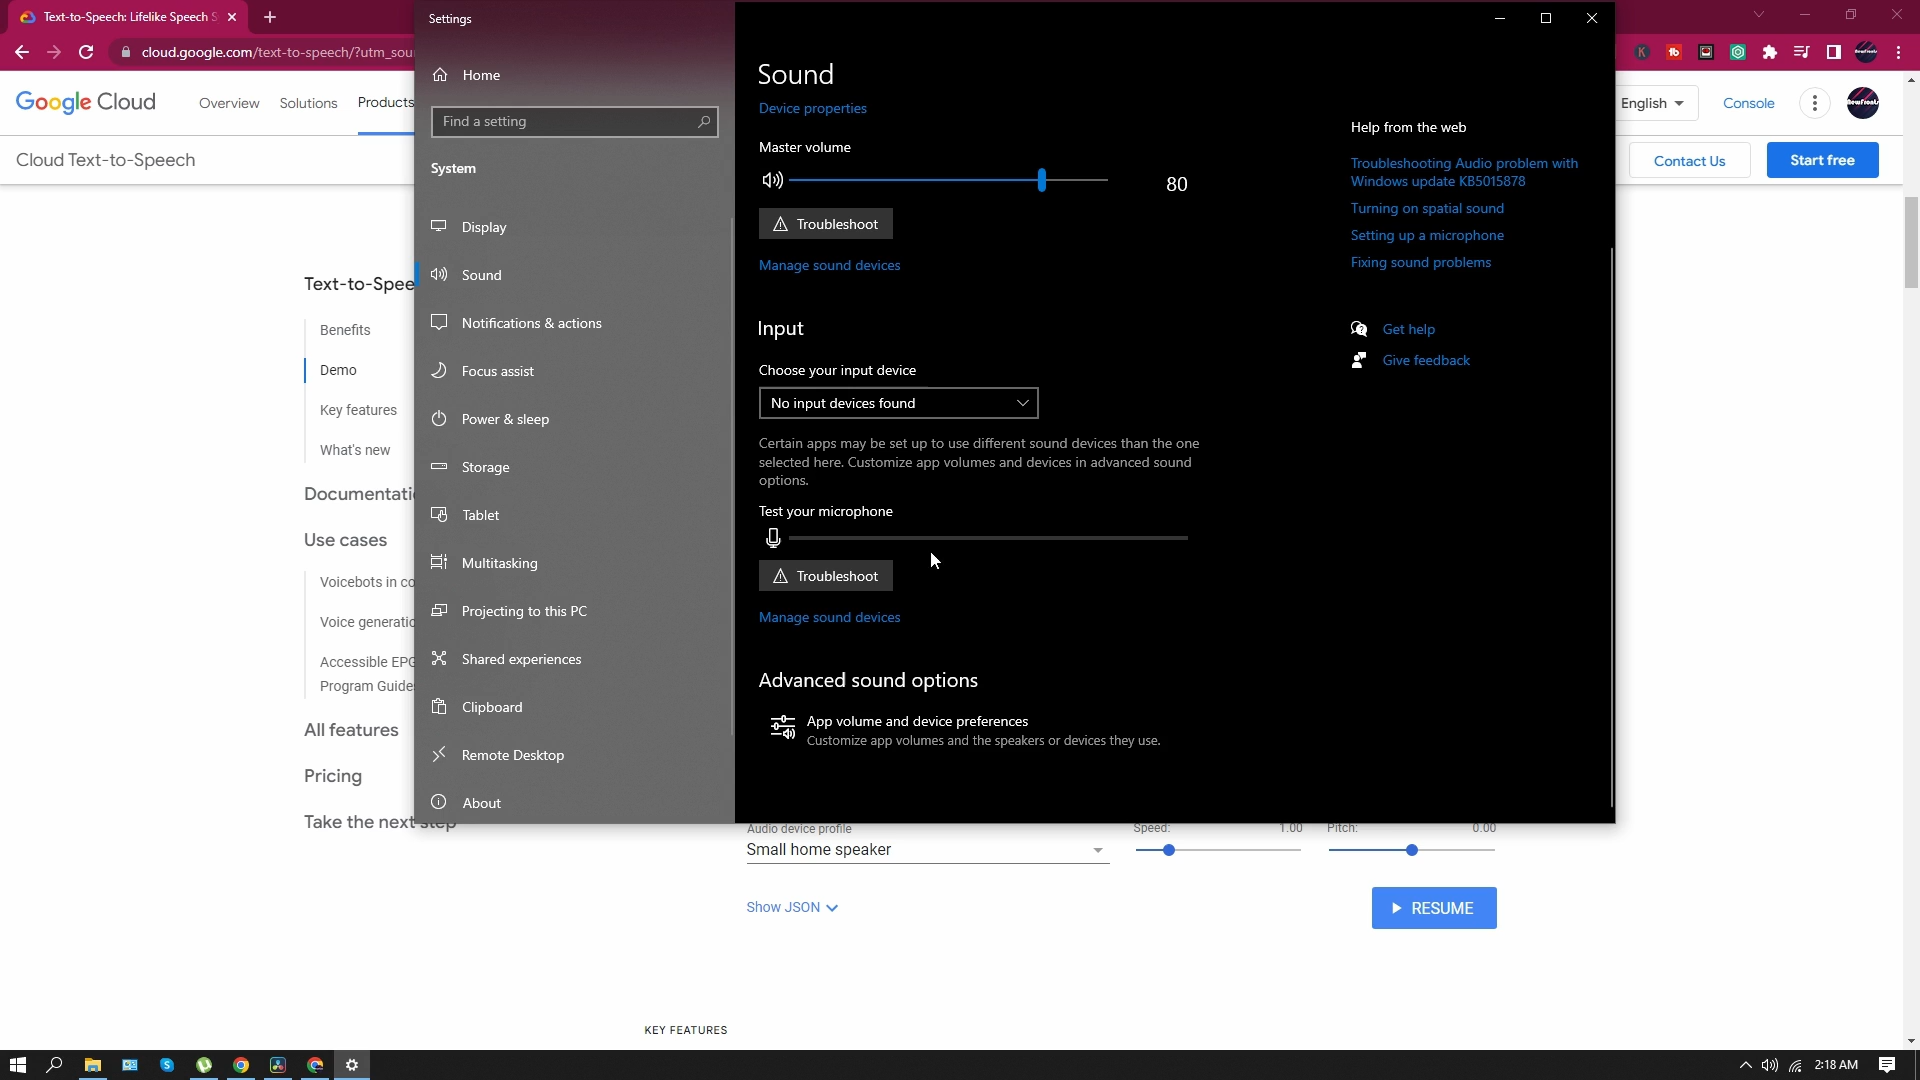 Text-to-Speech: Lifelike Speech S
cloud.google.com/text-to-speech/?utm_sou
Google Cloud
Overview
Solutions
Products
English
Console
Cloud Text-to-Speech
Contact Us
Start free
Text-to-Spee
Benefits
Demo
Key features
What's new
Documentati
Use cases
Voicebots in co
Voice generatio
Accessible EPG
Program Guide
All features
Pricing
Take the next step
Settings
Home
Find a setting
System
Display
Sound
Notifications & actions
Focus assist
Power & sleep
Storage
Tablet
Multitasking
Projecting to this PC
Shared experiences
Clipboard
Remote Desktop
About
Sound
Device properties
Master volume
80
Troubleshoot
Manage sound devices
Input
Choose your input device
No input devices found
Certain apps may be set up to use different sound devices than the one
selected here. Customize app volumes and devices in advanced sound
options.
Test your microphone
Troubleshoot
Manage sound devices
Advanced sound options
App volume and device preferences
Customize app volumes and the speakers or devices they use.
Help from the web
Troubleshooting Audio problem with
Windows update KB5015878
Turning on spatial sound
Setting up a microphone
Fixing sound problems
Get help
Give feedback
Audio device profile
Speed: 1.00
Pitch: 0.00
Small home speaker
Show JSON
RESUME
KEY FEATURES
2:18 AM